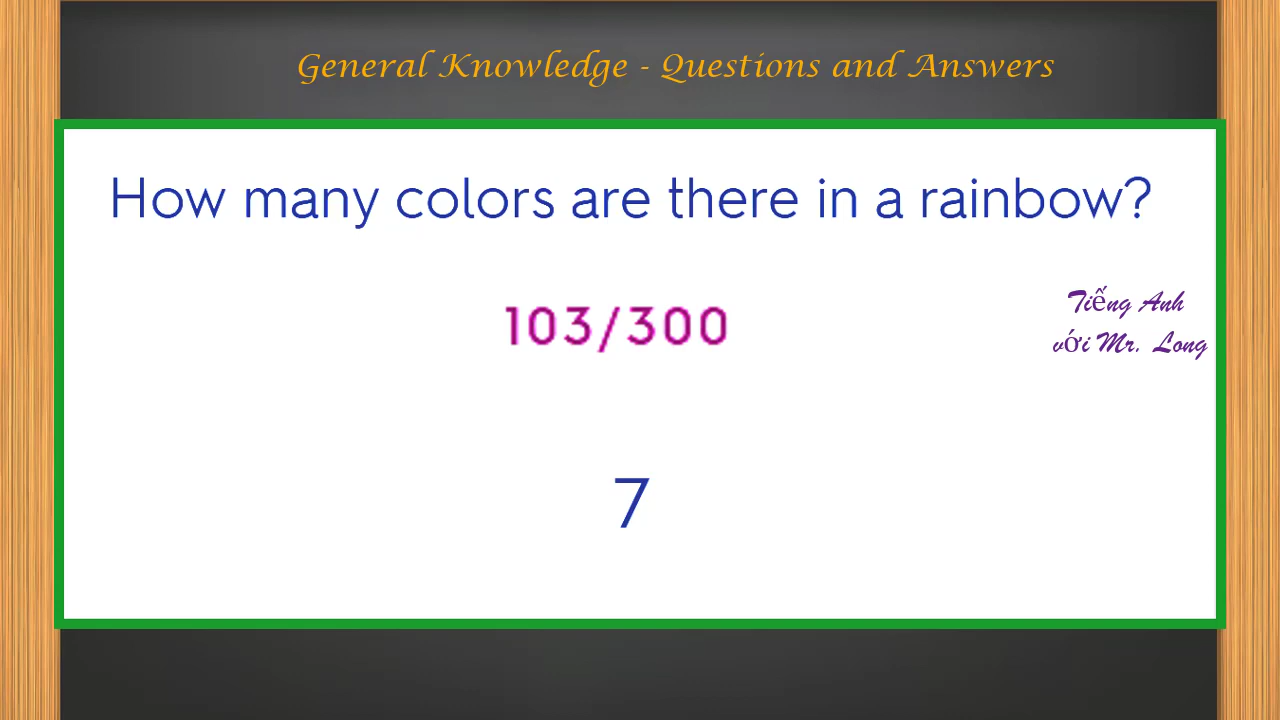 General Knowledge - Questions and Answers
How many colors are there in a rainbow?
103/300
Tiếng Anh
với Mr. Long
7